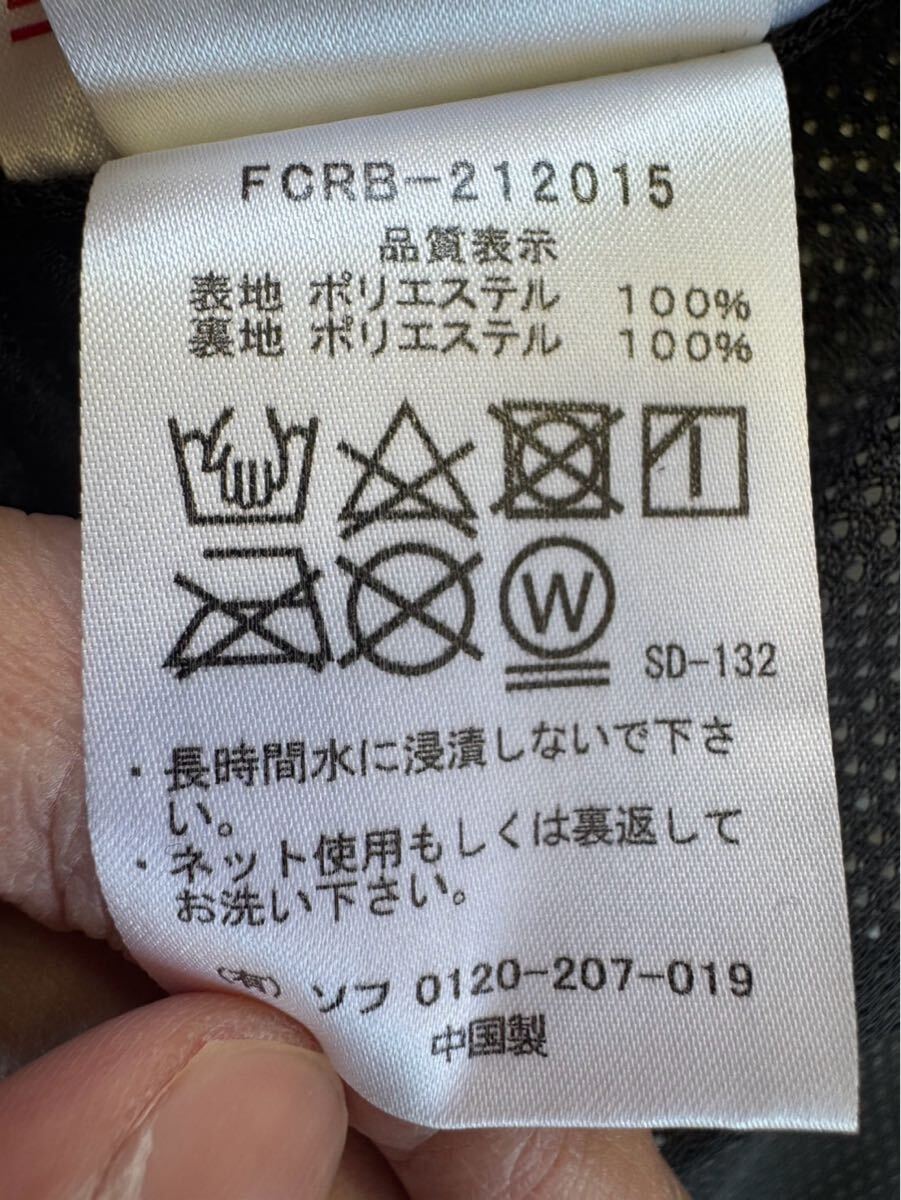 FCRB-212015
品質表示
表地 ポリエステル 100%
裏地 ポリエステル 100%
W
SD-132
・長時間水に浸漬しないで下さ
い。
・ネット使用もしくは裏返して
お洗い下さい。
(有) ソフ 0120-207-019
中国製